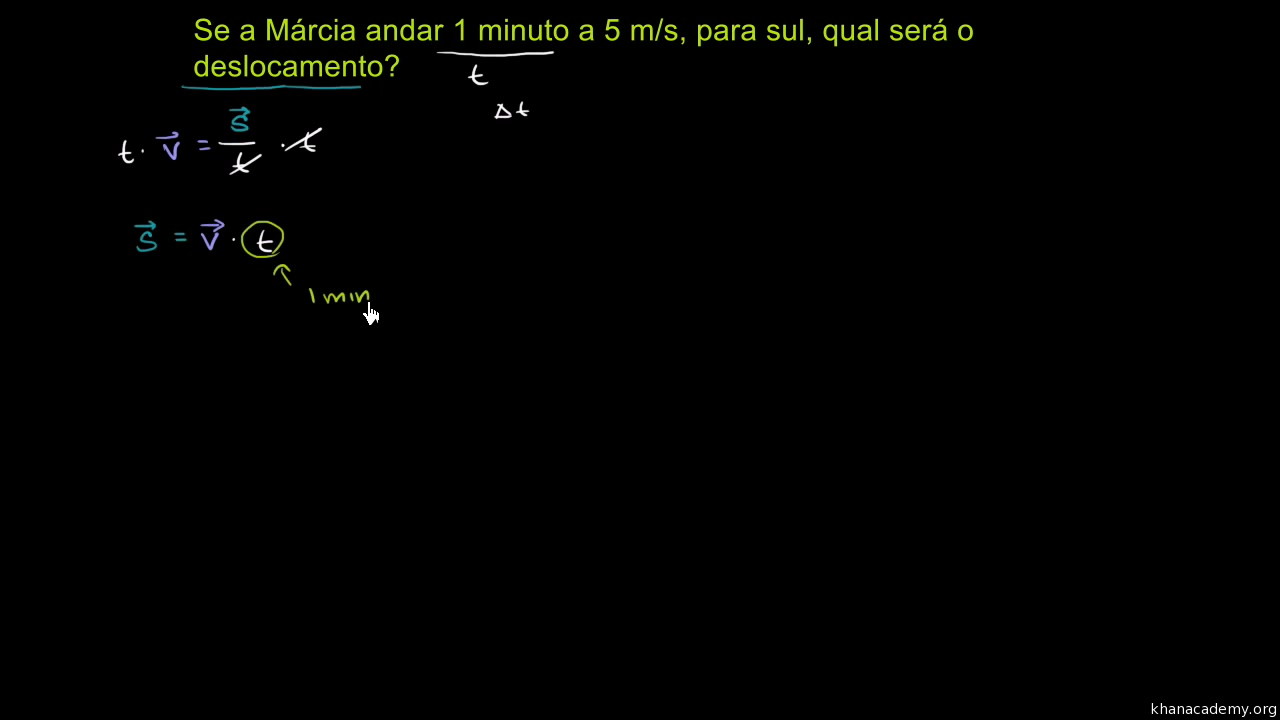 Se a Márcia andar 1 minuto a 5 m/s, para sul, qual será o
deslocamento?
t
Δt
t · v⃗ = s⃗/t · t
s⃗ = v⃗ · t
1 min
khanacademy.org